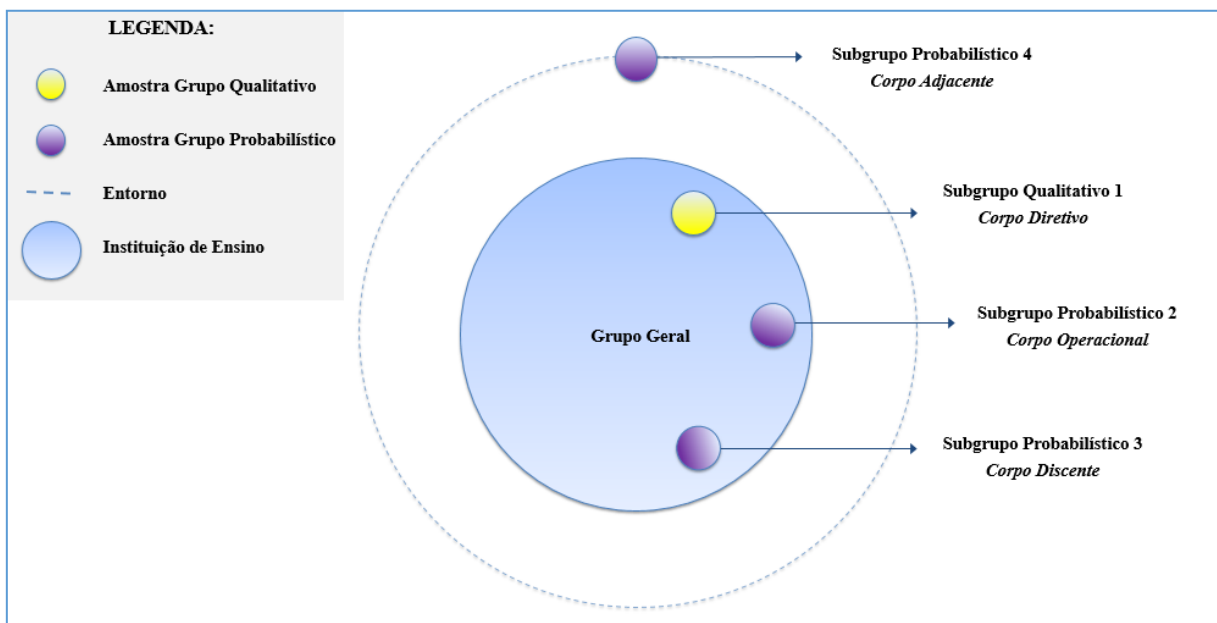 LEGENDA:
Amostra Grupo Qualitativo
Amostra Grupo Probabilístico
Entorno
Instituição de Ensino
Grupo Geral
Subgrupo Probabilístico 4
Corpo Adjacente
Subgrupo Qualitativo 1
Corpo Diretivo
Subgrupo Probabilístico 2
Corpo Operacional
Subgrupo Probabilístico 3
Corpo Discente